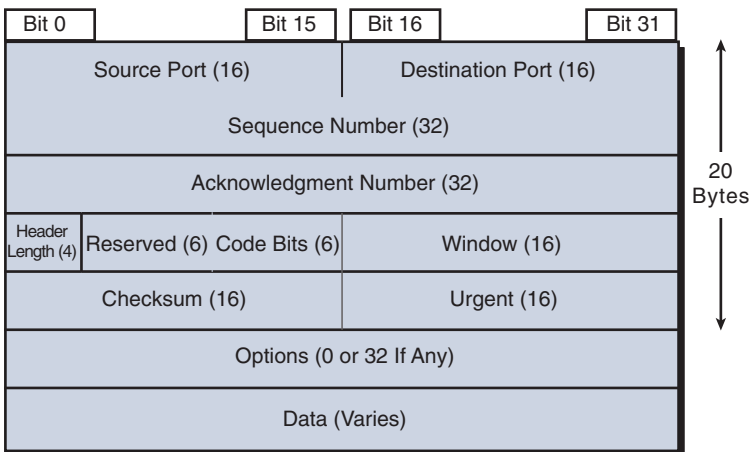 Bit 0 Bit 15 Bit 16 Bit 31
Source Port (16) Destination Port (16)
Sequence Number (32)
Acknowledgment Number (32)
20
Bytes
Header
Length (4)
Reserved (6) Code Bits (6) Window (16)
Checksum (16) Urgent (16)
Options (0 or 32 If Any)
Data (Varies)